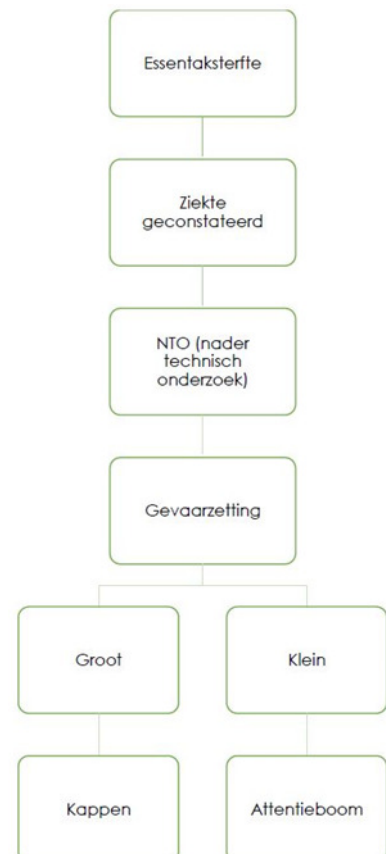 Essentaksterfte
Ziekte
geconstateerd
NTO (nader
technisch
onderzoek)
Gevaarzetting
Groot
Klein
Kappen
Attentieboom